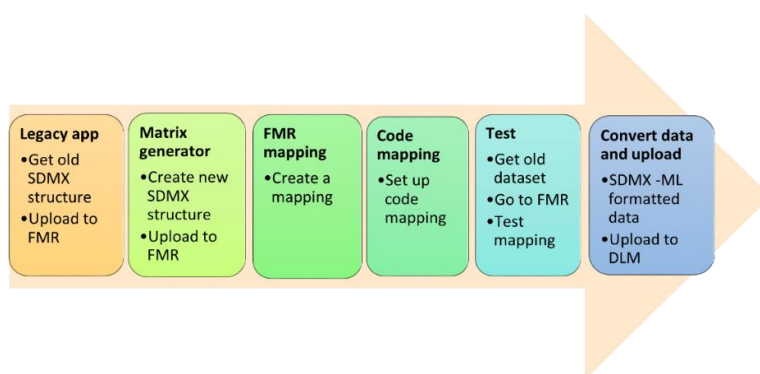 Legacy app
•Get old
SDMX
structure
•Upload to
FMR
Matrix
generator
•Create new
SDMX
structure
•Upload to
FMR
FMR
mapping
•Create a
mapping
Code
mapping
•Set up
code
mapping
Test
•Get old
dataset
•Go to FMR
•Test
mapping
Convert data
and upload
•SDMX -ML
formatted
data
•Upload to
DLM